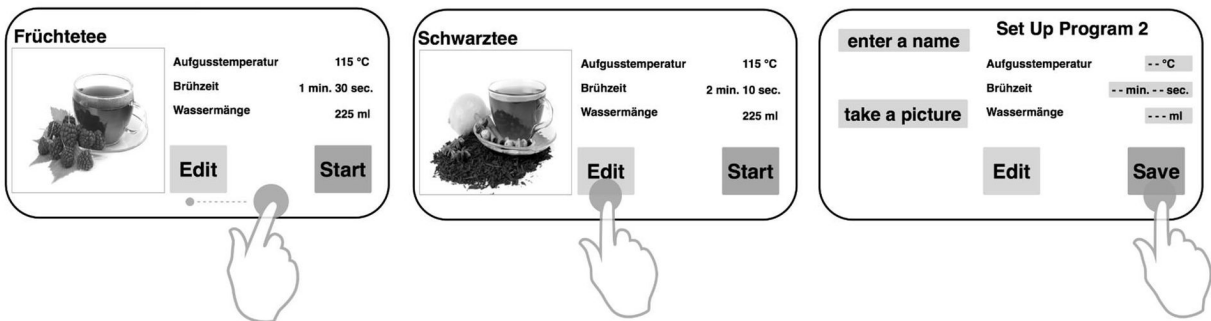 Früchtetee
Aufgusstemperatur 115 °C
Brühzeit 1 min. 30 sec.
Wassermänge 225 ml
Edit Start
Schwarztee
Aufgusstemperatur 115 °C
Brühzeit 2 min. 10 sec.
Wassermänge 225 ml
Edit Start
Set Up Program 2
enter a name
Aufgusstemperatur - - °C
Brühzeit - - min. - - sec.
take a picture
Wassermänge - - - ml
Edit Save